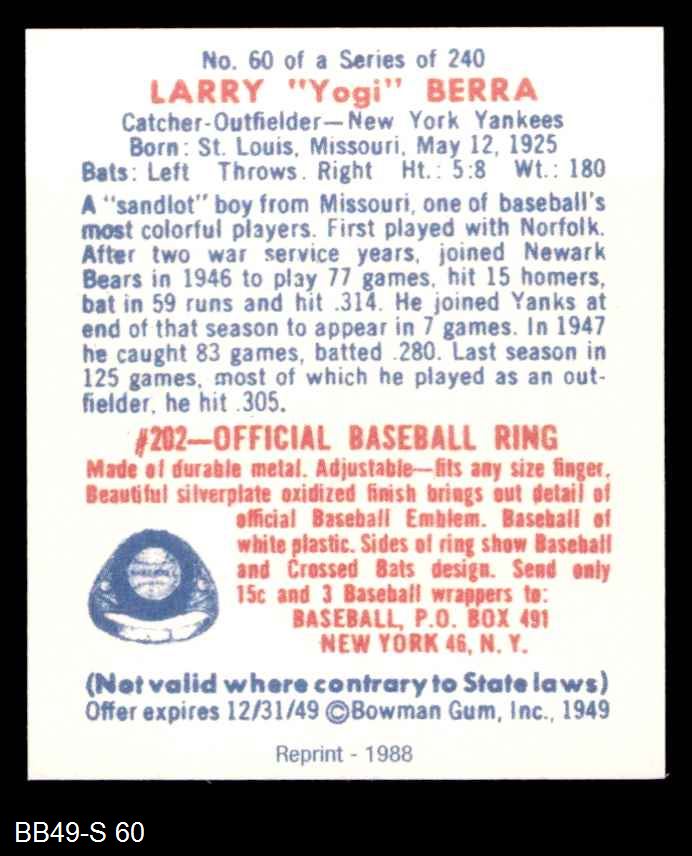 No. 60 of a Series of 240
LARRY "Yogi" BERRA
Catcher-Outfielder—New York Yankees
Born: St. Louis, Missouri, May 12, 1925
Bats: Left Throws. Right Ht.: 5:8 Wt.: 180
A "sandlot" boy from Missouri, one of baseball's
most colorful players. First played with Norfolk.
After two war service years, joined Newark
Bears in 1946 to play 77 games, hit 15 homers,
bat in 59 runs and hit .314. He joined Yanks at
end of that season to appear in 7 games. In 1947
he caught 83 games, batted .280. Last season in
125 games, most of which he played as an out-
fielder, he hit .305.
#202—OFFICIAL BASEBALL RING
Made of durable metal. Adjustable—fits any size finger.
Beautiful silverplate oxidized finish brings out detail of
official Baseball Emblem. Baseball of
white plastic. Sides of ring show Baseball
and Crossed Bats design. Send only
15c and 3 Baseball wrappers to:
BASEBALL, P.O. BOX 491
NEW YORK 46, N. Y.
(Not valid where contrary to State laws)
Offer expires 12/31/49 ©Bowman Gum, Inc., 1949
Reprint - 1988
BB49-S 60